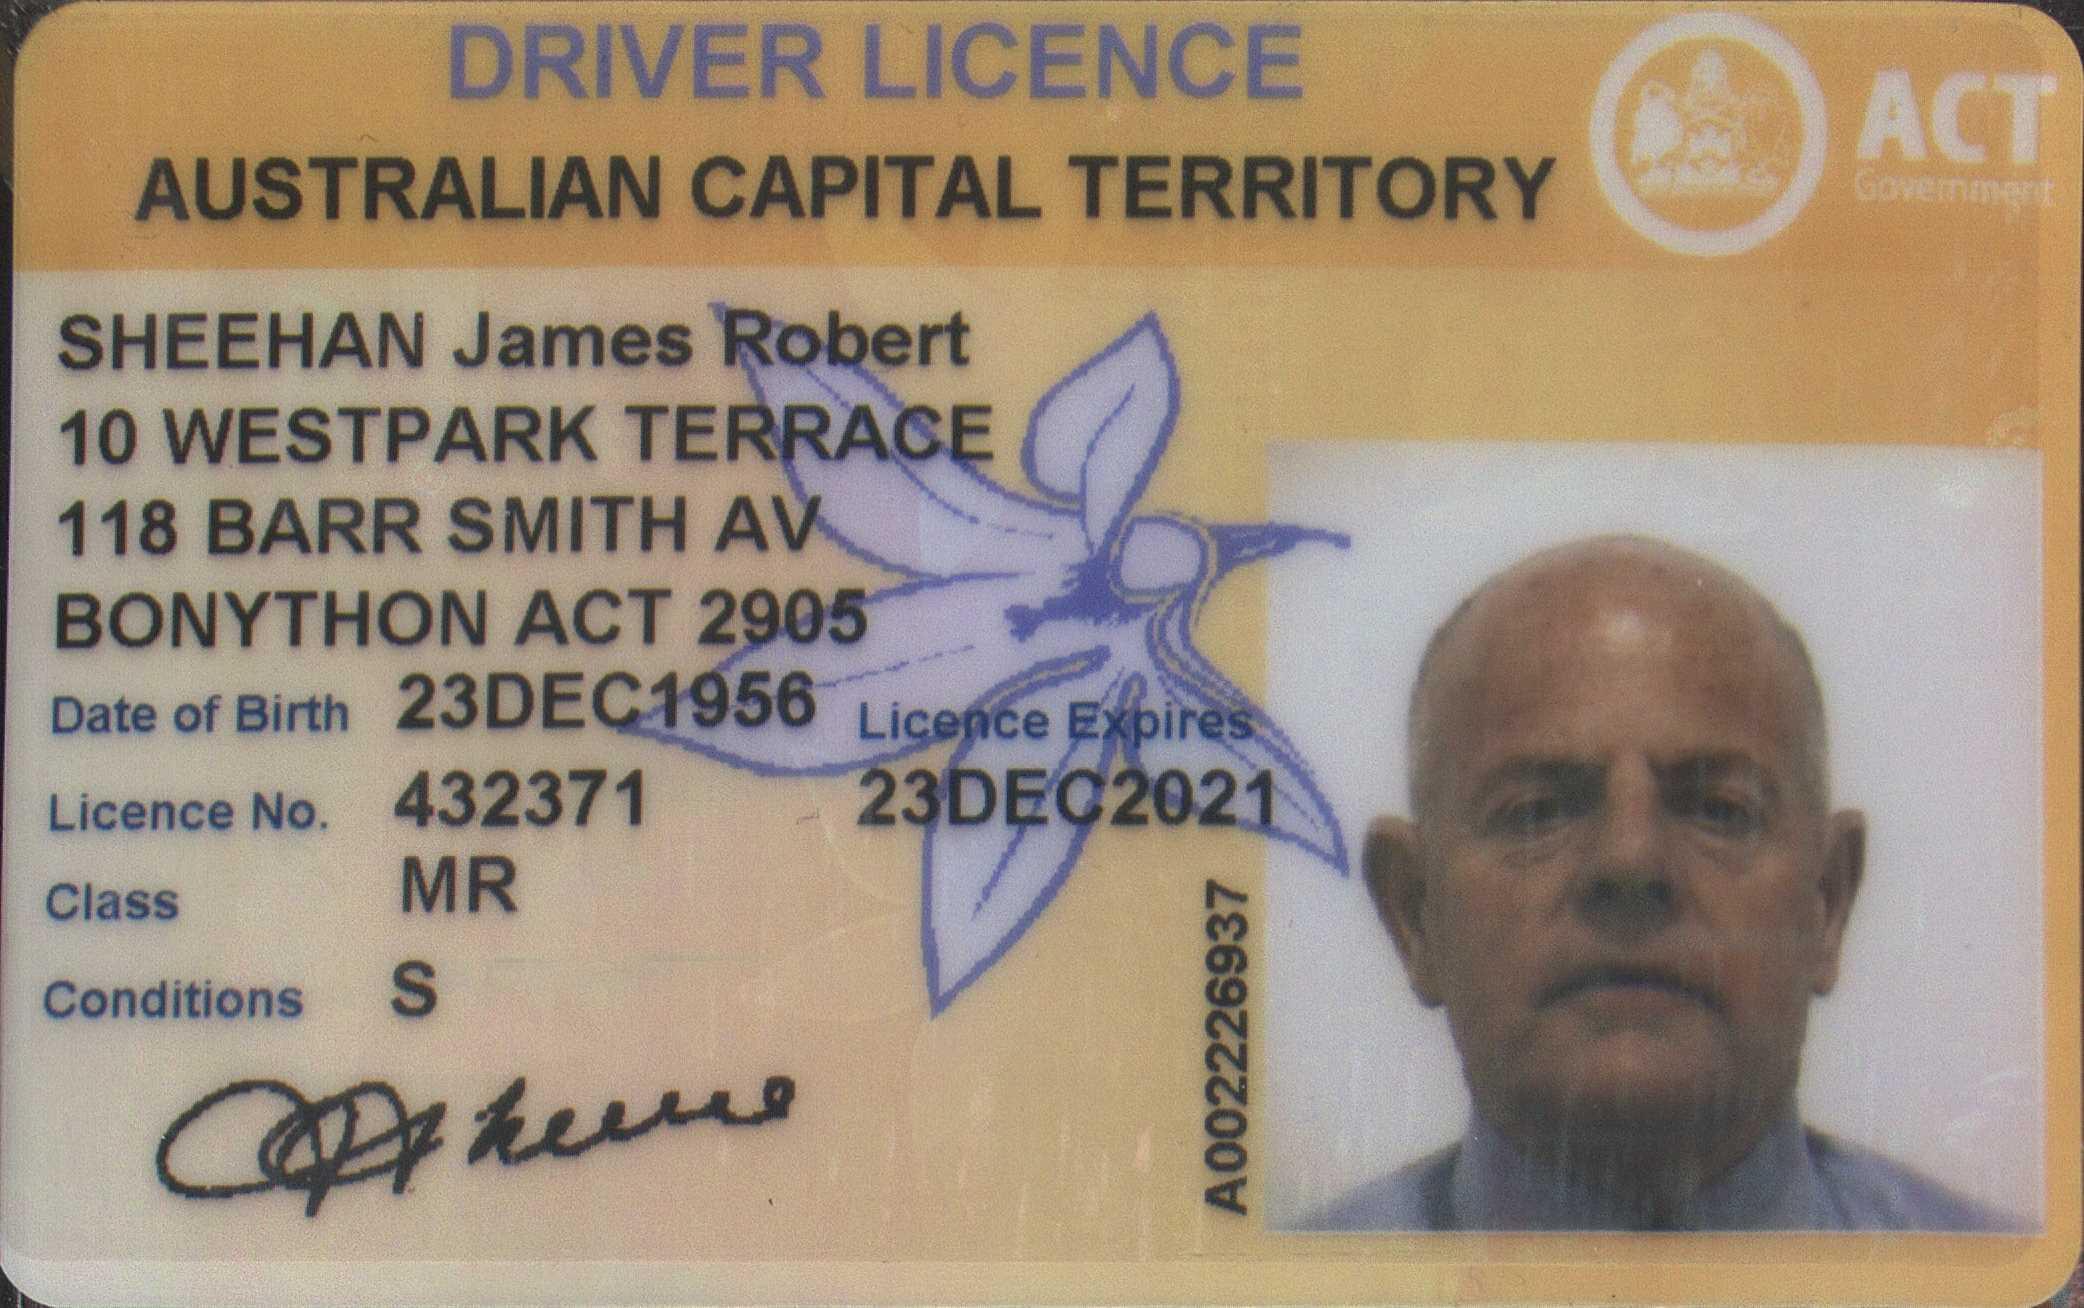 DRIVER LICENCE
AUSTRALIAN CAPITAL TERRITORY
ACT
Government
SHEEHAN James Robert
10 WESTPARK TERRACE
118 BARR SMITH AV
BONYTHON ACT 2905
Date of Birth 23DEC1956
Licence Expires
Licence No. 432371
23DEC2021
Class MR
Conditions S
A002226937